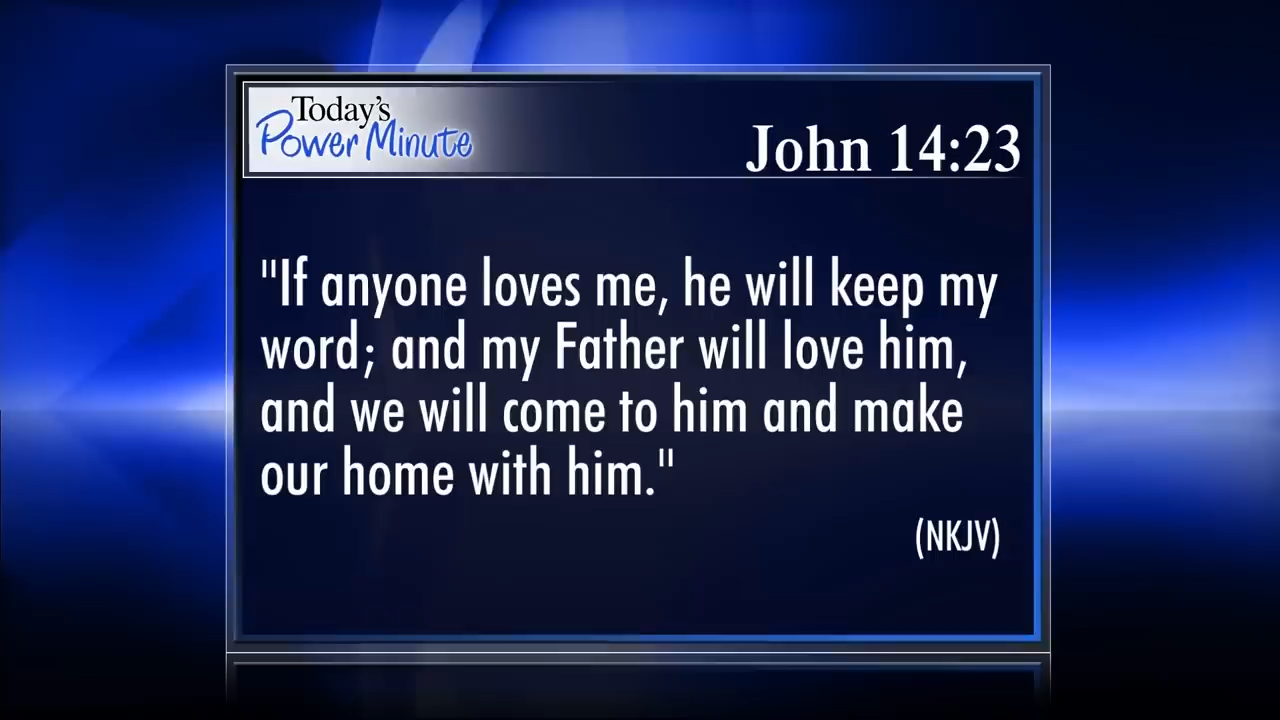 Today's
Power Minute
John 14:23
"If anyone loves me, he will keep my
word; and my Father will love him,
and we will come to him and make
our home with him."
(NKJV)